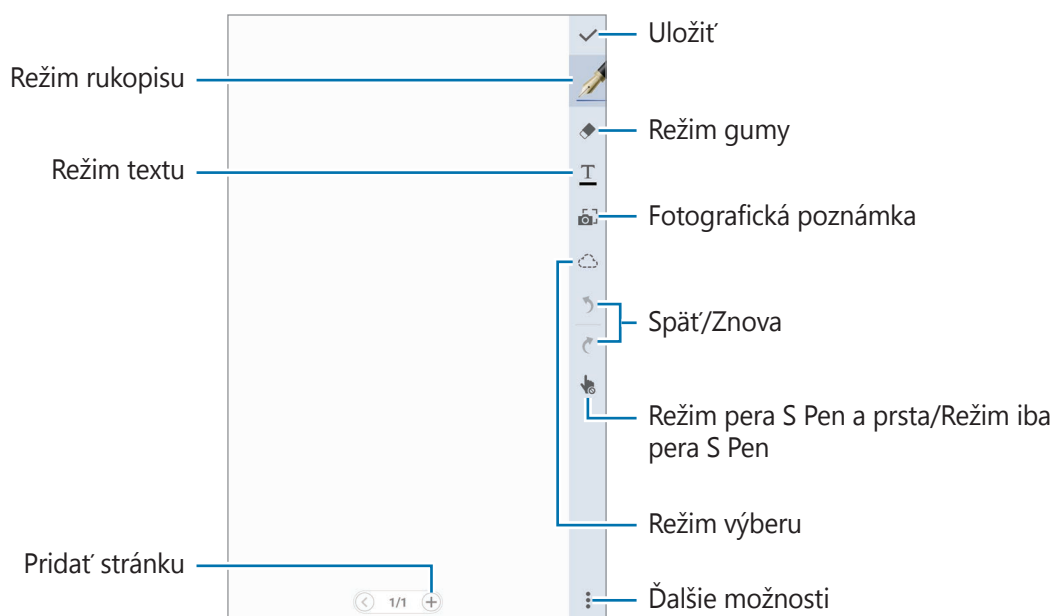 Uložiť
Režim rukopisu
Režim gumy
Režim textu
T
Fotografická poznámka
Späť/Znova
Režim pera S Pen a prsta/Režim iba
pera S Pen
Režim výberu
Pridať stránku
1/1
Ďalšie možnosti